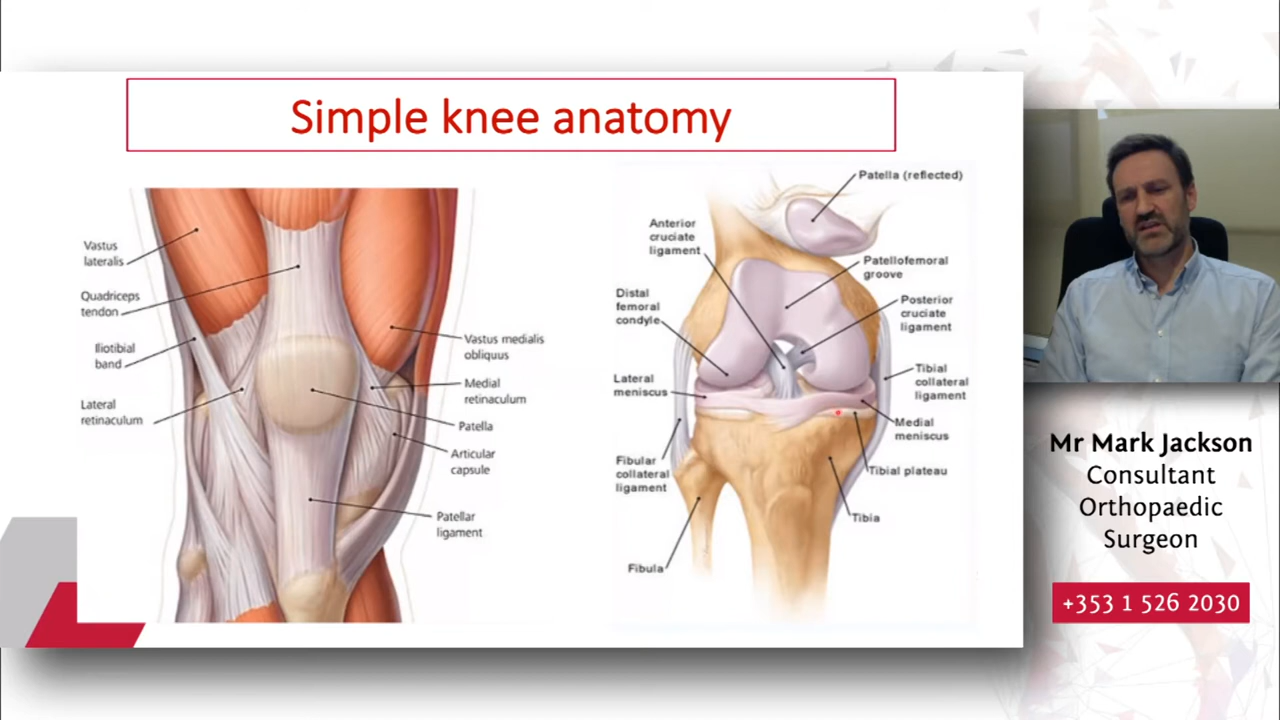 Simple knee anatomy
Vastus
lateralis
Quadriceps
tendon
Iliotibial
band
Lateral
retinaculum
Vastus medialis
obliquus
Medial
retinaculum
Patella
Articular
capsule
Patellar
ligament
Patella (reflected)
Anterior
cruciate
ligament
Patellofemoral
groove
Distal
femoral
condyle
Posterior
cruciate
ligament
Lateral
meniscus
Tibial
collateral
ligament
Medial
meniscus
Fibular
collateral
ligament
Tibial plateau
Tibia
Fibula
Mr Mark Jackson
Consultant
Orthopaedic
Surgeon
+353 1 526 2030